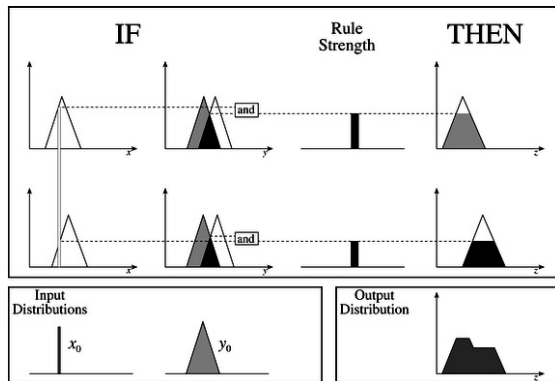 IF
Rule
Strength
THEN
and
x
y
z
and
x
y
z
Input
Distributions
x₀
y₀
Output
Distribution
z